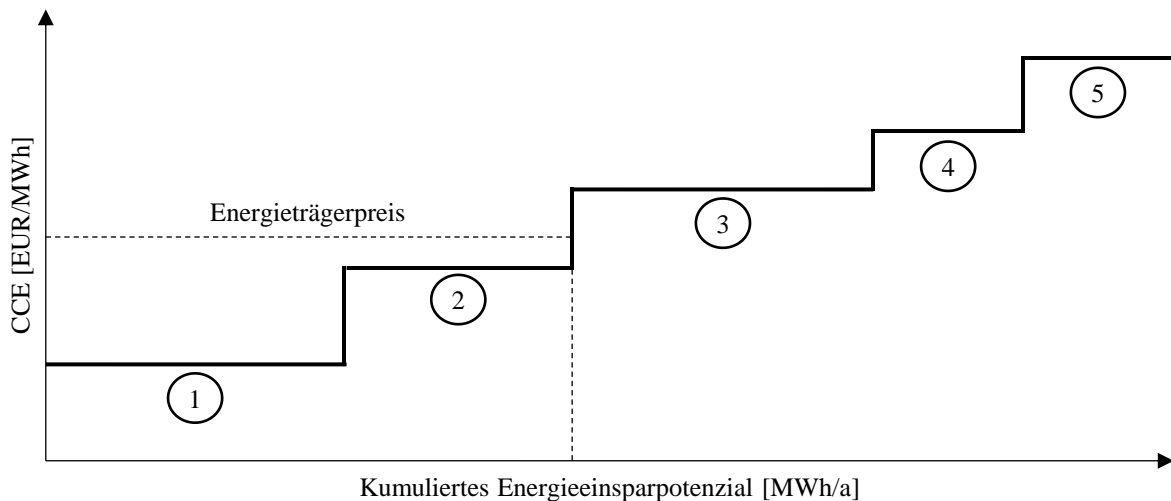 5
4
Energieträgerpreis
3
2
1
CCE [EUR/MWh]
Kumuliertes Energieeinsparpotenzial [MWh/a]